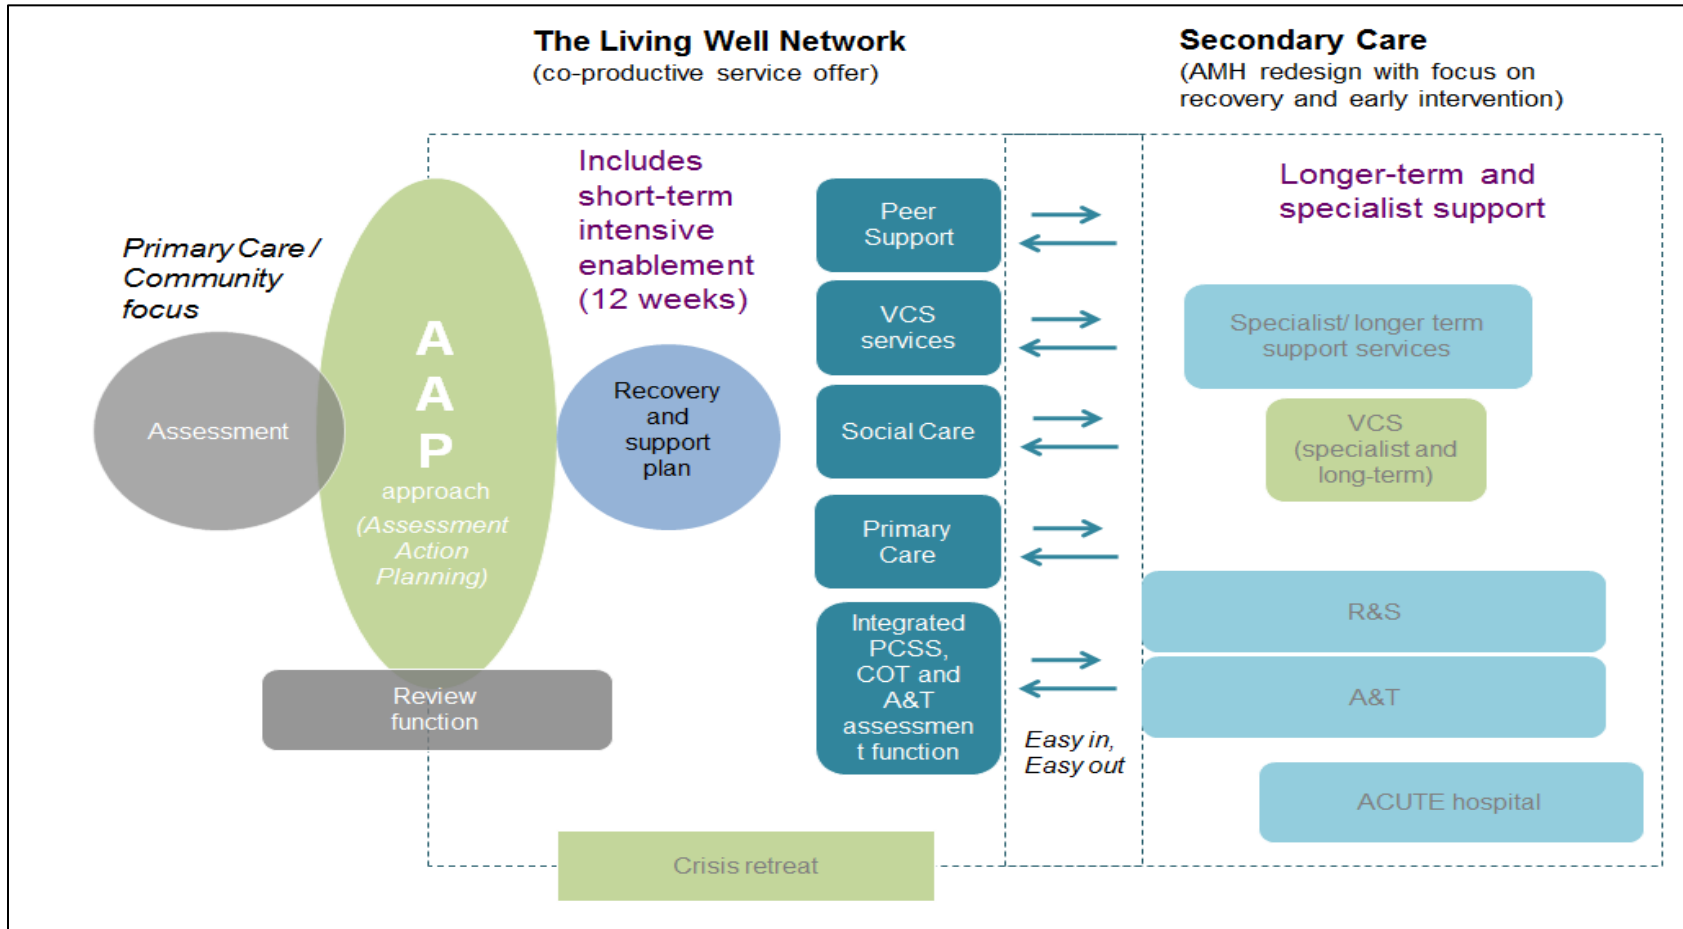 The Living Well Network
(co-productive service offer)
Secondary Care
(AMH redesign with focus on
recovery and early intervention)
Primary Care /
Community
focus
Assessment
A
A
P
approach
(Assessment
Action
Planning)
Review
function
Includes
short-term
intensive
enablement
(12 weeks)
Recovery
and
support
plan
Peer
Support
VCS
services
Social Care
Primary
Care
Integrated
PCSS,
COT and
A&T
assessmen
t function
Easy in,
Easy out
Crisis retreat
Longer-term and
specialist support
Specialist/ longer term
support services
VCS
(specialist and
long-term)
R&S
A&T
ACUTE hospital